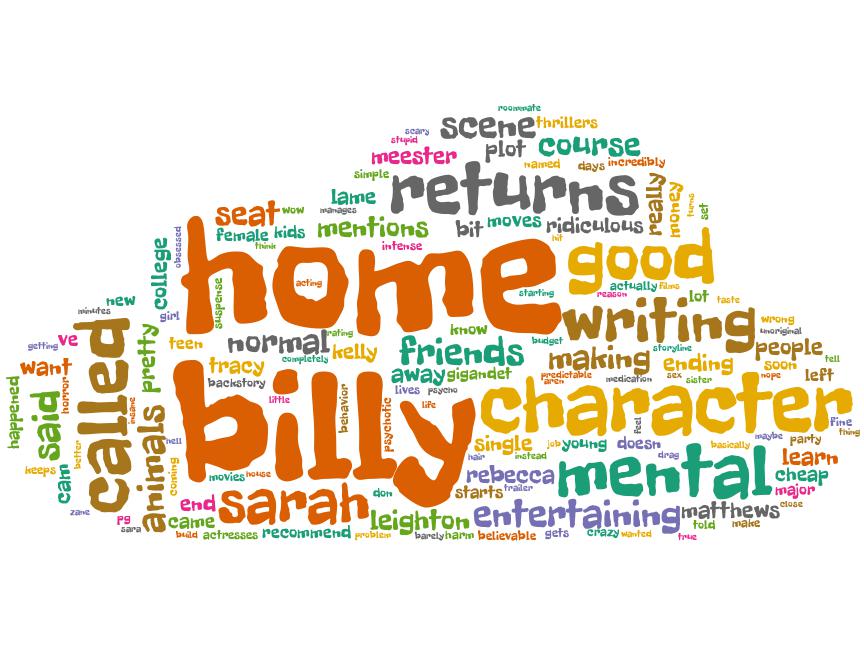 roommate
scary
scene
thrillers
stupid
meester
plot
course
simple
named
days
incredibly
lame
returns
really
money
turns
set
seat
wow
manages
mentions
bit
moves
ridiculous
female
kids
think
intense
hit
obsessed
college
home
good
suspense
acting
starting
reason
actually
films
lot
taste
new
minutes
girl
writing
wrong
unoriginal
getting
ve
called
pretty
teen
normal
rating
completely
kelly
know
friends
budget
storyline
making
people
want
tracy
away
gigandet
predictable
ending
soon
tell
happened
said
horror
insane
backstory
billy
little
behavior
psychotic
lives
psycho
life
aren
medication
sex
sister
nope
left
character
animals
better
hell
feel
fine
thing
keeps
cam
coming
movies
house
single
hair
instead
job
young
doesn
drag
basically
maybe
party
learn
rebecca
mental
cheap
major
close
zane
pg
sara
end
sarah
don
starts
trailer
came
leighton
entertaining
matthews
told
make
build
actresses
recommend
problem
barely
harm
believable
gets
crazy
wanted
true